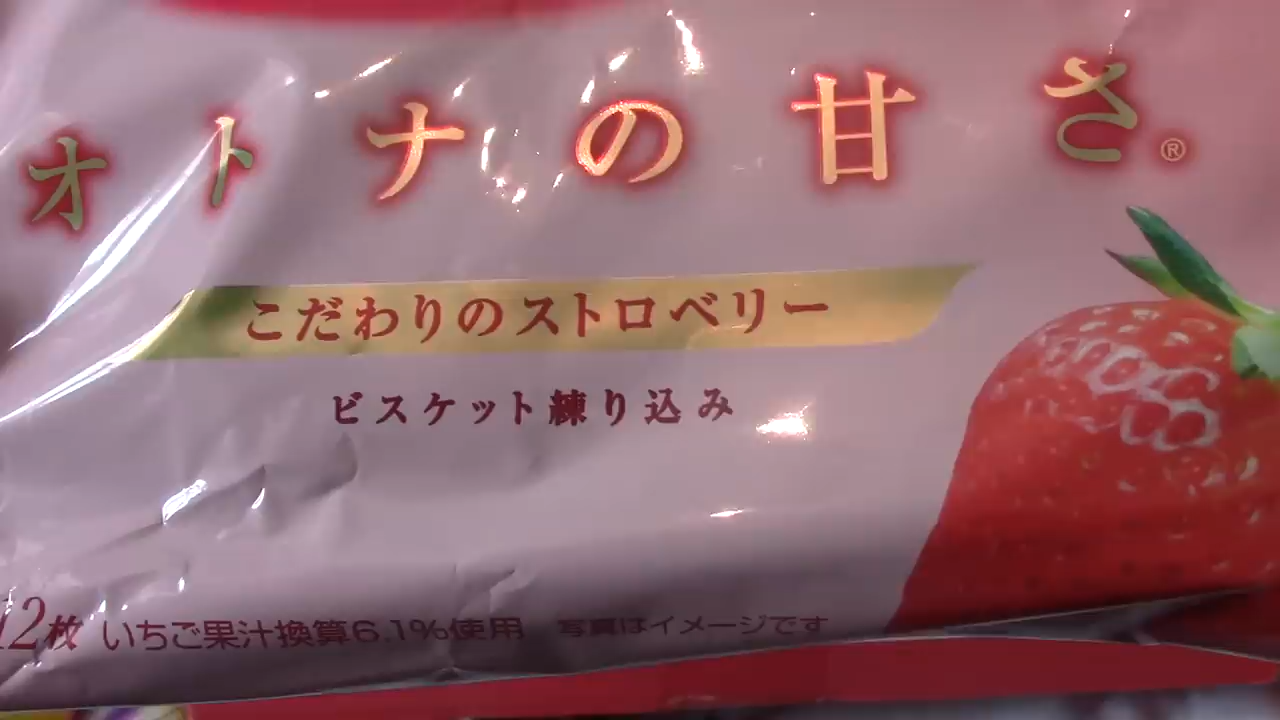 オトナの甘さ®
こだわりのストロベリー
ビスケット練り込み
12枚 いちご果汁換算6.1%使用 写真はイメージです